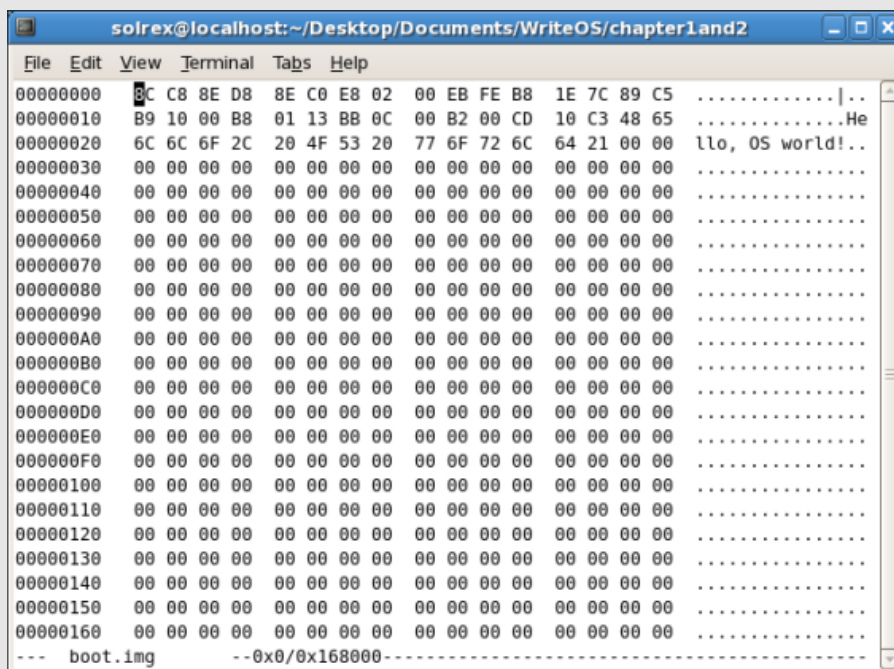 solrex@localhost:~/Desktop/Documents/WriteOS/chapter1and2
File Edit View Terminal Tabs Help
00000000 8C C8 8E D8 8E C0 E8 02 00 EB FE B8 1E 7C 89 C5 .............|..
00000010 B9 10 00 B8 01 13 BB 0C 00 B2 00 CD 10 C3 48 65 ..............He
00000020 6C 6C 6F 2C 20 4F 53 20 77 6F 72 6C 64 21 00 00 llo, OS world!..
00000030 00 00 00 00 00 00 00 00 00 00 00 00 00 00 00 00 ................
00000040 00 00 00 00 00 00 00 00 00 00 00 00 00 00 00 00 ................
00000050 00 00 00 00 00 00 00 00 00 00 00 00 00 00 00 00 ................
00000060 00 00 00 00 00 00 00 00 00 00 00 00 00 00 00 00 ................
00000070 00 00 00 00 00 00 00 00 00 00 00 00 00 00 00 00 ................
00000080 00 00 00 00 00 00 00 00 00 00 00 00 00 00 00 00 ................
00000090 00 00 00 00 00 00 00 00 00 00 00 00 00 00 00 00 ................
000000A0 00 00 00 00 00 00 00 00 00 00 00 00 00 00 00 00 ................
000000B0 00 00 00 00 00 00 00 00 00 00 00 00 00 00 00 00 ................
000000C0 00 00 00 00 00 00 00 00 00 00 00 00 00 00 00 00 ................
000000D0 00 00 00 00 00 00 00 00 00 00 00 00 00 00 00 00 ................
000000E0 00 00 00 00 00 00 00 00 00 00 00 00 00 00 00 00 ................
000000F0 00 00 00 00 00 00 00 00 00 00 00 00 00 00 00 00 ................
00000100 00 00 00 00 00 00 00 00 00 00 00 00 00 00 00 00 ................
00000110 00 00 00 00 00 00 00 00 00 00 00 00 00 00 00 00 ................
00000120 00 00 00 00 00 00 00 00 00 00 00 00 00 00 00 00 ................
00000130 00 00 00 00 00 00 00 00 00 00 00 00 00 00 00 00 ................
00000140 00 00 00 00 00 00 00 00 00 00 00 00 00 00 00 00 ................
00000150 00 00 00 00 00 00 00 00 00 00 00 00 00 00 00 00 ................
00000160 00 00 00 00 00 00 00 00 00 00 00 00 00 00 00 00 ................
--- boot.img --0x0/0x168000---------------------------------------------